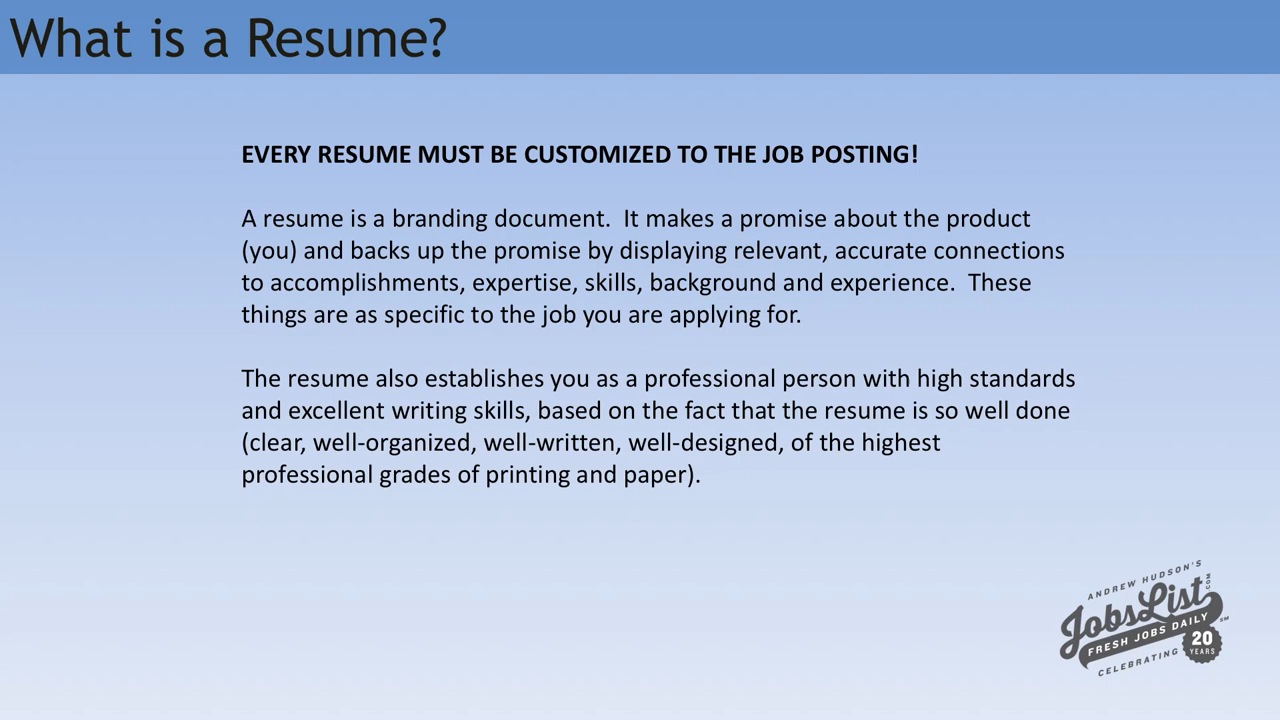 What is a Resume?
EVERY RESUME MUST BE CUSTOMIZED TO THE JOB POSTING!
A resume is a branding document.  It makes a promise about the product
(you) and backs up the promise by displaying relevant, accurate connections
to accomplishments, expertise, skills, background and experience.  These
things are as specific to the job you are applying for.
The resume also establishes you as a professional person with high standards
and excellent writing skills, based on the fact that the resume is so well done
(clear, well-organized, well-written, well-designed, of the highest
professional grades of printing and paper).
ANDREW HUDSON'S
JobsList
.COM
FRESH JOBS DAILY
SM
CELEBRATING
20
YEARS